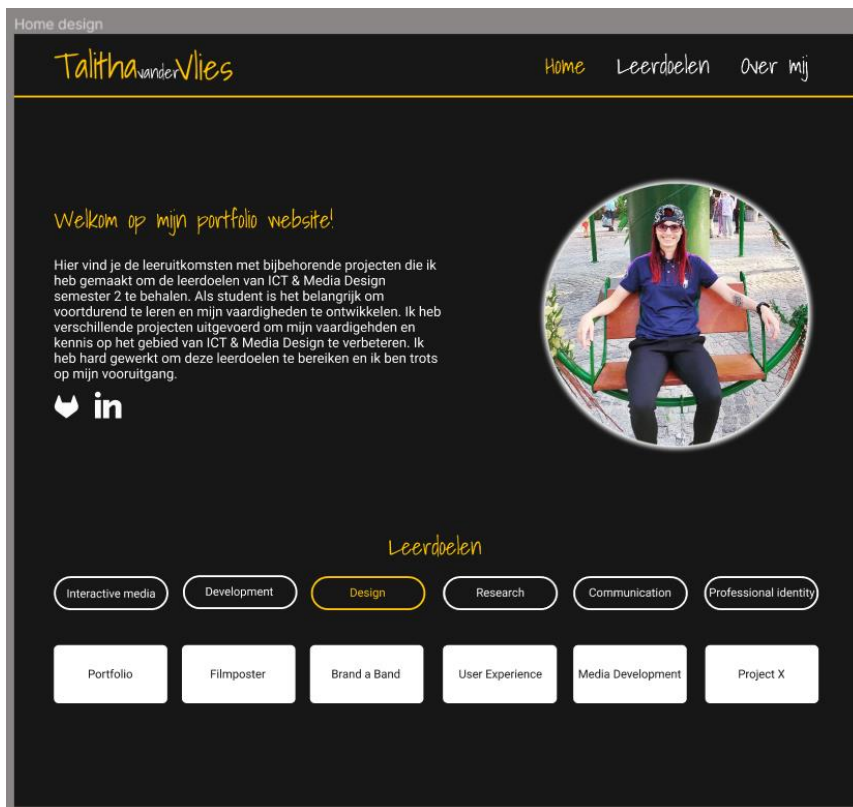 Home design
Talitha van der Vlies
Home Leerdoelen Over mij
Welkom op mijn portfolio website!
Hier vind je de leeruitkomsten met bijbehorende projecten die ik
heb gemaakt om de leerdoelen van ICT & Media Design
semester 2 te behalen. Als student is het belangrijk om
voortdurend te leren en mijn vaardigheden te ontwikkelen. Ik heb
verschillende projecten uitgevoerd om mijn vaardigehden en
kennis op het gebied van ICT & Media Design te verbeteren. Ik
heb hard gewerkt om deze leerdoelen te bereiken en ik ben trots
op mijn vooruitgang.
in
Leerdoelen
Interactive media Development Design Research Communication Professional identity
Portfolio Filmposter Brand a Band User Experience Media Development Project X